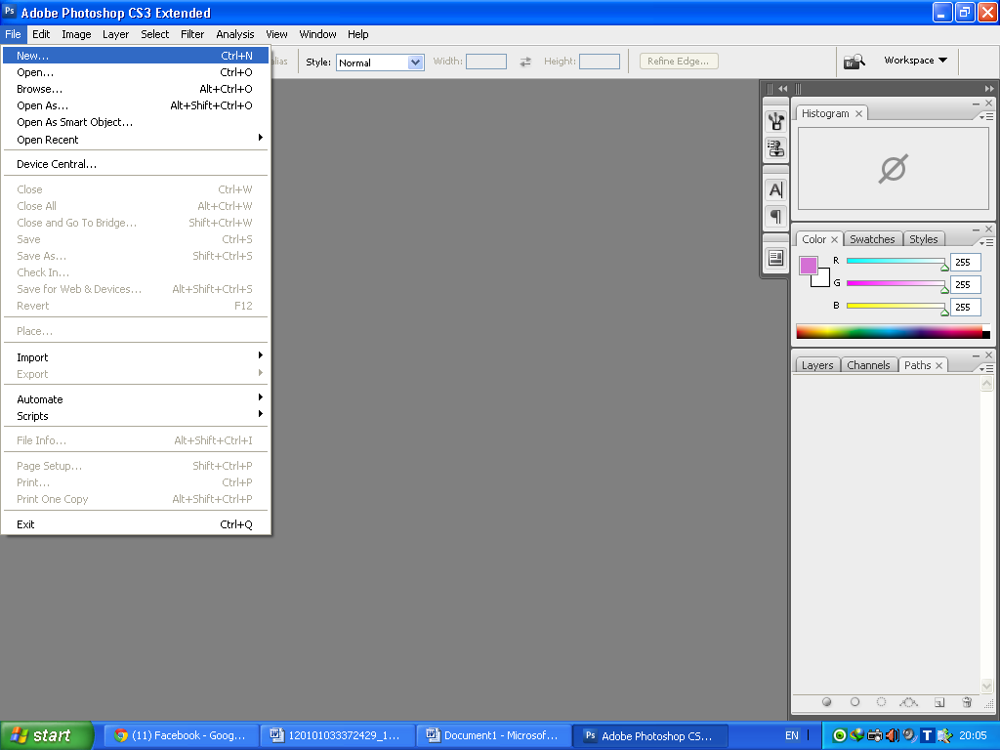 Ps Adobe Photoshop CS3 Extended
File Edit Image Layer Select Filter Analysis View Window Help
alias Style: Normal Width: Height: Refine Edge... Br Workspace
New... Ctrl+N
Open... Ctrl+O
Browse... Alt+Ctrl+O
Open As... Alt+Shift+Ctrl+O
Open As Smart Object...
Open Recent
Device Central...
Close Ctrl+W
Close All Alt+Ctrl+W
Close and Go To Bridge... Shift+Ctrl+W
Save Ctrl+S
Save As... Shift+Ctrl+S
Check In...
Save for Web & Devices... Alt+Shift+Ctrl+S
Revert F12
Place...
Import
Export
Automate
Scripts
File Info... Alt+Shift+Ctrl+I
Page Setup... Shift+Ctrl+P
Print... Ctrl+P
Print One Copy Alt+Shift+Ctrl+P
Exit Ctrl+Q
A
Histogram
Color Swatches Styles
R 255
G 255
B 255
Layers Channels Paths
start (11) Facebook - Goog... 120101033372429_1... Document1 - Microsof... Ps Adobe Photoshop CS... EN T 20:05